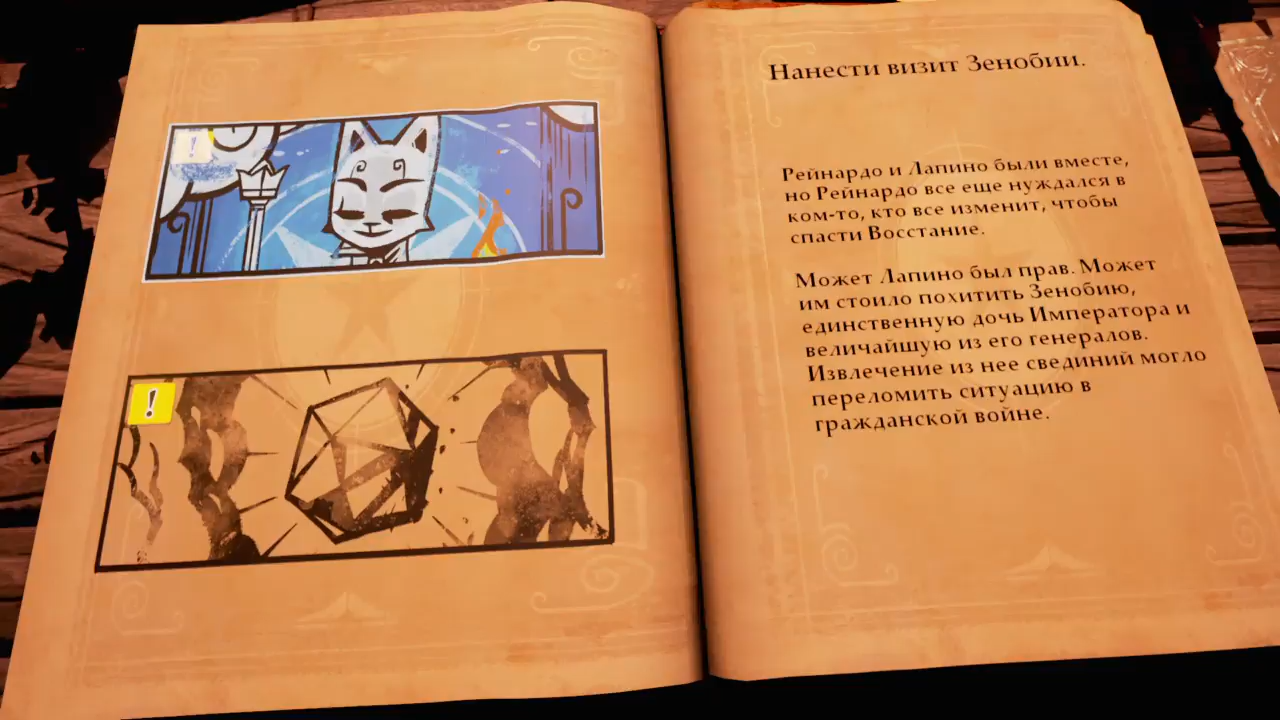 !
!
Нанести визит Зенобии.
Рейнардо и Лапино были вместе,
но Рейнардо все еще нуждался в
ком-то, кто все изменит, чтобы
спасти Восстание.
Может Лапино был прав. Может
им стоило похитить Зенобию,
единственную дочь Императора и
величайшую из его генералов.
Извлечение из нее свединий могло
переломить ситуацию в
гражданской войне.